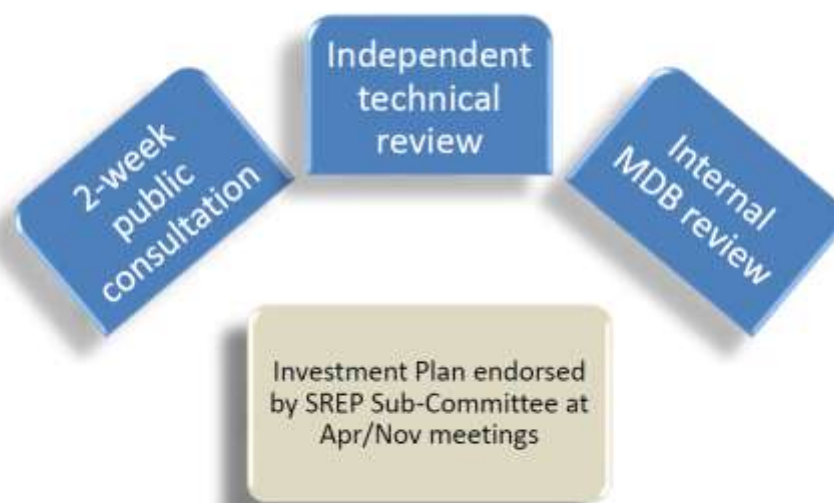 2-week
public
consultation
Independent
technical
review
Internal
MDB review
Investment Plan endorsed
by SREP Sub-Committee at
Apr/Nov meetings